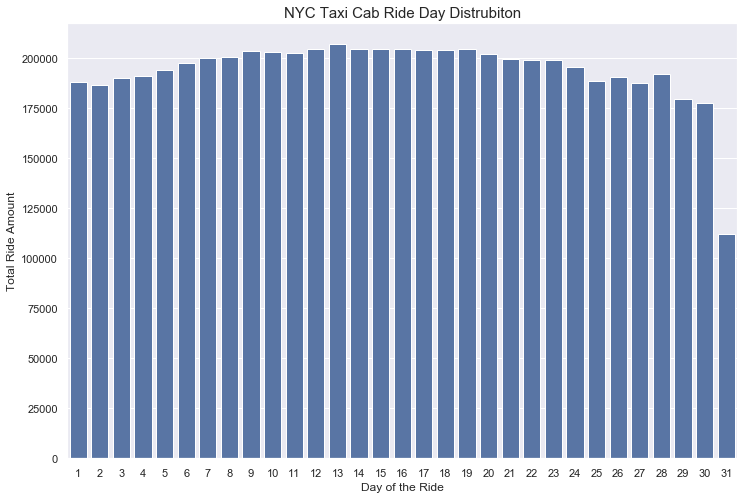 NYC Taxi Cab Ride Day Distrubiton
200000
175000
150000
125000
100000
75000
50000
25000
0
Total Ride Amount
1 2 3 4 5 6 7 8 9 10 11 12 13 14 15 16 17 18 19 20 21 22 23 24 25 26 27 28 29 30 31
Day of the Ride